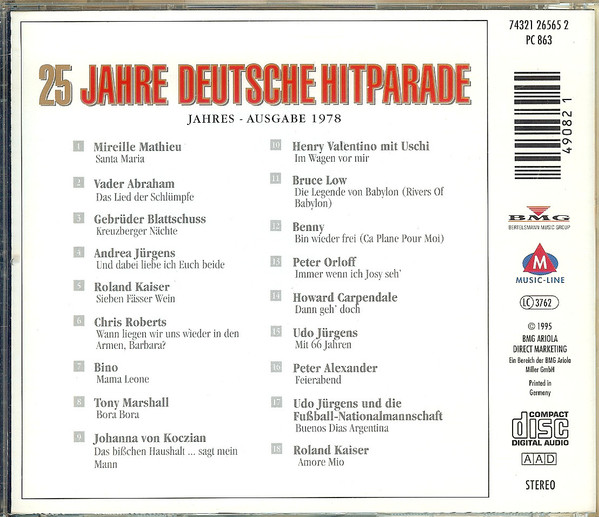 25 JAHRE DEUTSCHE HITPARADE
JAHRES - AUSGABE 1978
1 Mireille Mathieu
Santa Maria
2 Vader Abraham
Das Lied der Schlümpfe
3 Gebrüder Blattschuss
Kreuzberger Nächte
4 Andrea Jürgens
Und dabei liebe ich Euch beide
5 Roland Kaiser
Sieben Fässer Wein
6 Chris Roberts
Wann liegen wir uns wieder in den
Armen, Barbara?
7 Bino
Mama Leone
8 Tony Marshall
Bora Bora
9 Johanna von Koczian
Das bißchen Haushalt ... sagt mein
Mann
10 Henry Valentino mit Uschi
Im Wagen vor mir
11 Bruce Low
Die Legende von Babylon (Rivers Of
Babylon)
12 Benny
Bin wieder frei (Ca Plane Pour Moi)
13 Peter Orloff
Immer wenn ich Josy seh'
14 Howard Carpendale
Dann geh' doch
15 Udo Jürgens
Mit 66 Jahren
16 Peter Alexander
Feierabend
17 Udo Jürgens und die
Fußball-Nationalmannschaft
Buenos Dias Argentina
18 Roland Kaiser
Amore Mio
74321 26565 2
PC 863
490821
BMG
BERTELSMANN MUSIC GROUP
M
MUSIC-LINE
LC 3762
© 1995
BMG ARIOLA
DIRECT MARKETING
Ein Bereich der BMG Ariola
Miller GmbH
Printed in
Germany
COMPACT
disc
DIGITAL AUDIO
AAD
STEREO